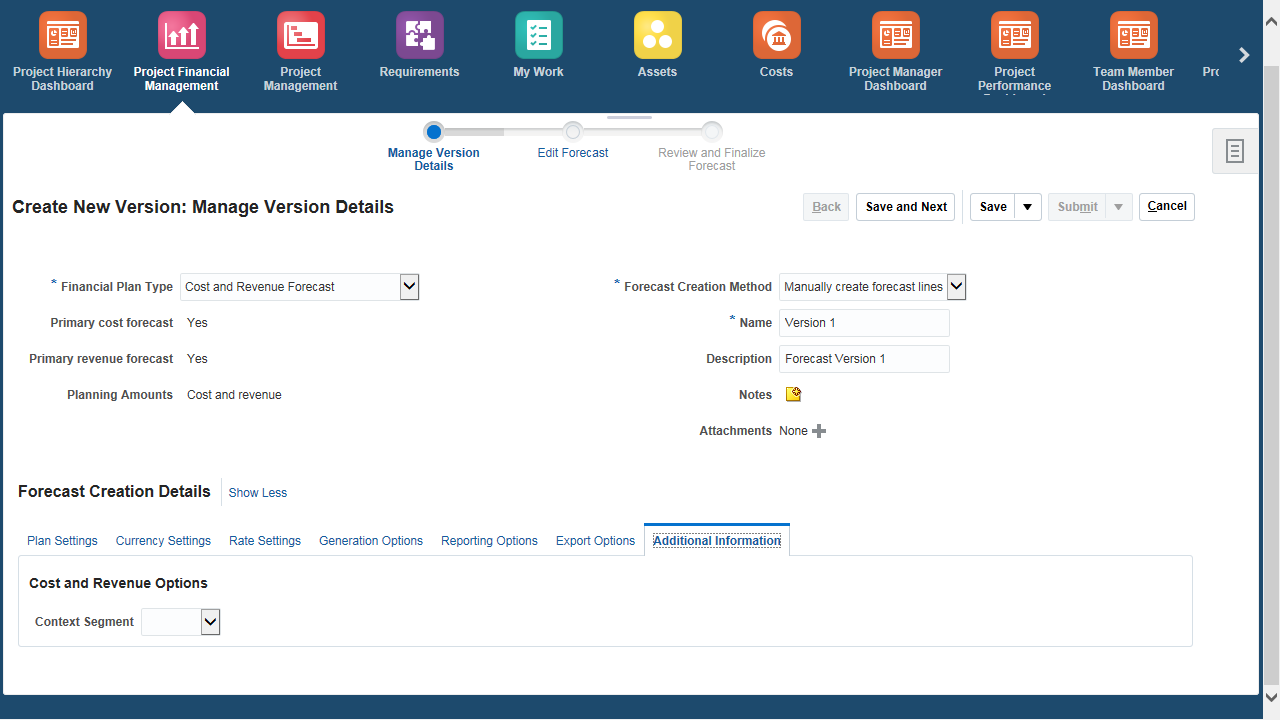 Project Hierarchy
Dashboard
Project Financial
Management
Project
Management
Requirements
My Work
Assets
Costs
Project Manager
Dashboard
Project
Performance
Team Member
Dashboard
Manage Version
Details
Edit Forecast
Review and Finalize
Forecast
Create New Version: Manage Version Details
Back
Save and Next
Save
Submit
Cancel
* Financial Plan Type Cost and Revenue Forecast
Primary cost forecast Yes
Primary revenue forecast Yes
Planning Amounts Cost and revenue
* Forecast Creation Method Manually create forecast lines
* Name Version 1
Description Forecast Version 1
Notes
Attachments None
Forecast Creation Details Show Less
Plan Settings Currency Settings Rate Settings Generation Options Reporting Options Export Options Additional Information
Cost and Revenue Options
Context Segment